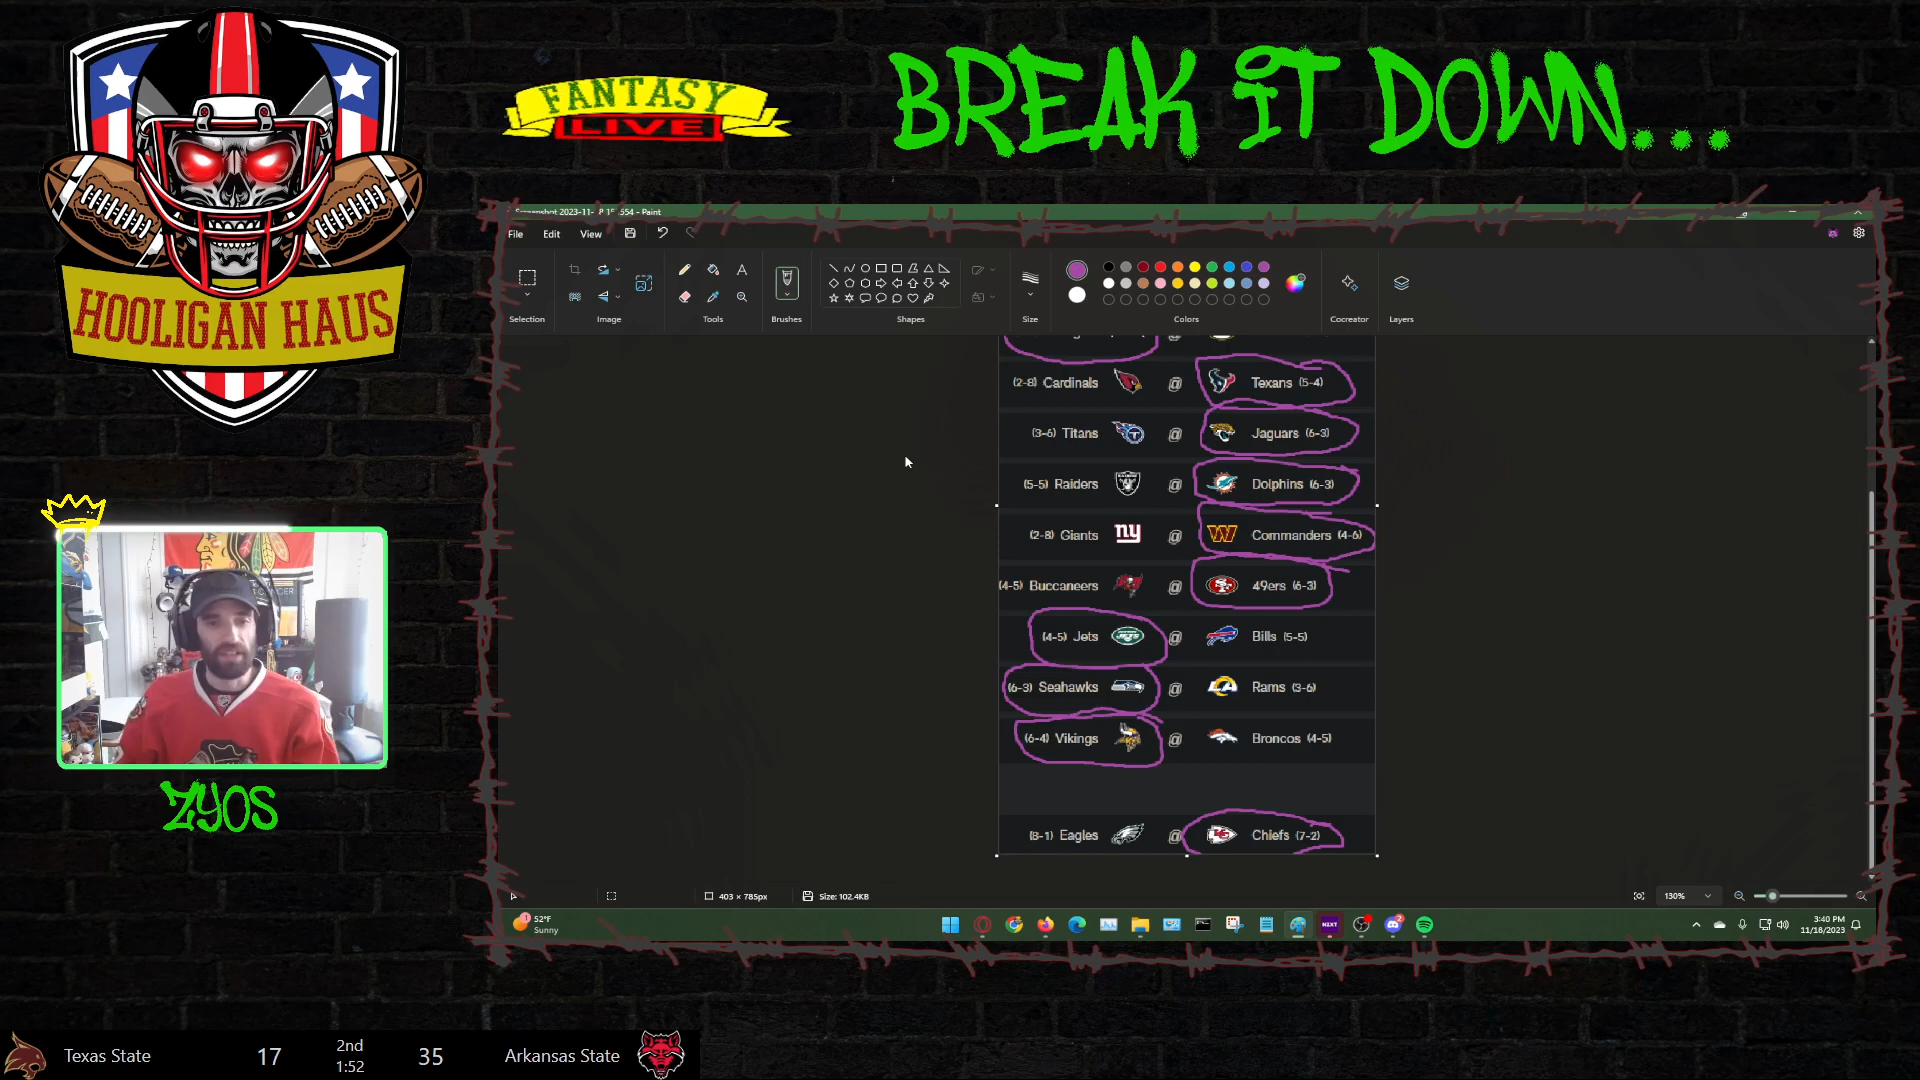 FANTASY
LIVE
BREAK IT DOWN...
HOOLIGAN HAUS
ZYOS
File
Edit
View
Selection
Image
Tools
Brushes
Shapes
Size
Colors
Cocreator
Layers
(2-8) Cardinals @ Texans (5-4)
(3-6) Titans @ Jaguars (6-3)
(5-5) Raiders @ Dolphins (6-3)
(2-8) Giants ny @ Commanders (4-6)
(4-5) Buccaneers @ 49ers (6-3)
(4-5) Jets @ Bills (5-5)
(6-3) Seahawks @ Rams (3-6)
(6-4) Vikings @ Broncos (4-5)
(8-1) Eagles @ Chiefs (7-2)
403 × 785px
Size: 102.4KB
130%
52°F
Sunny
3:40 PM
11/18/2023
Texas State 17 2nd 35 Arkansas State
1:52